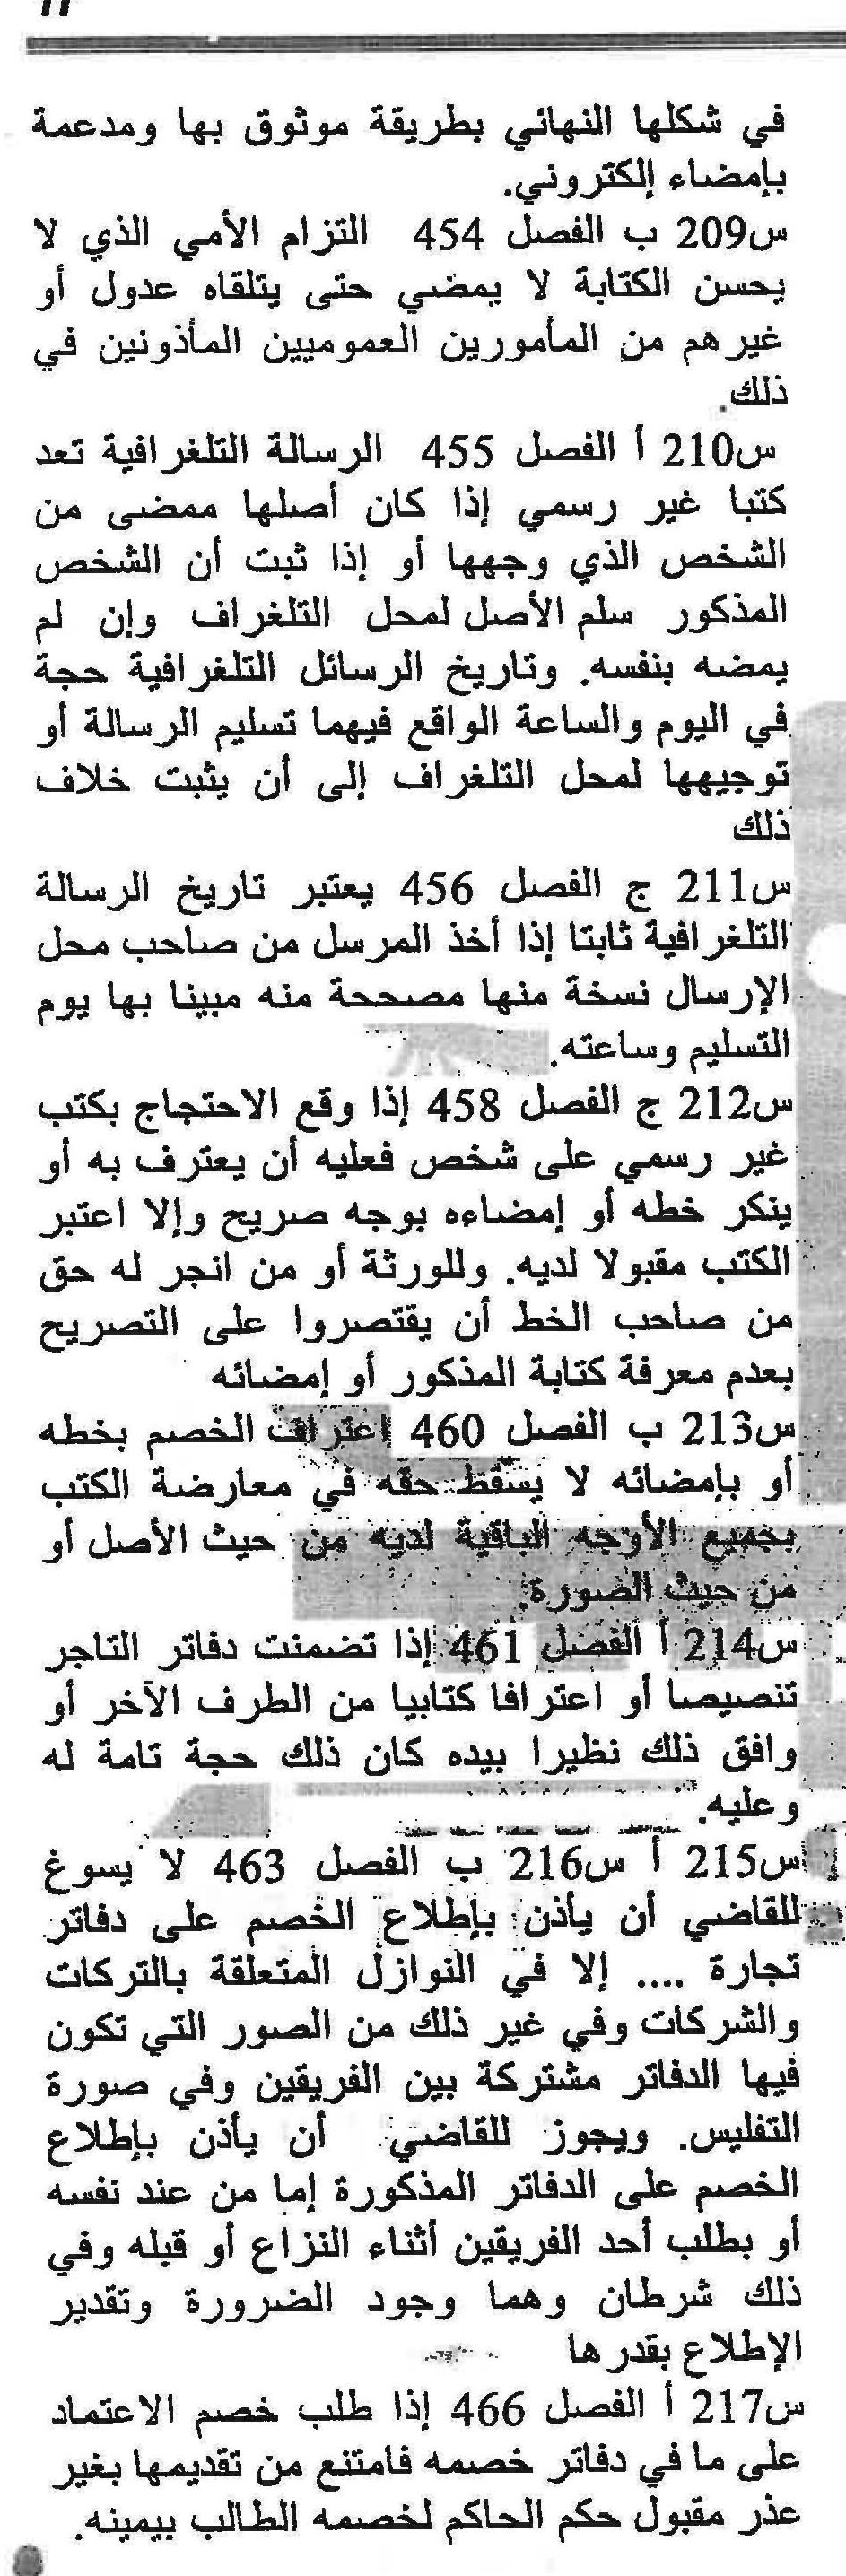 في شكلها النهائي بطريقة موثوق بها ومدعمة
بإمضاء إلكتروني.
س209 ب الفصل 454 التزام الأمي الذي لا
يحسن الكتابة لا يمضي حتى يتلقاه عدول أو
غيرهم من المأمورين العموميين المأذونين في
ذلك.
س210 أ الفصل 455 الرسالة التلغرافية تعد
كتبا غير رسمي إذا كان أصلها ممضى من
الشخص الذي وجهها أو إذا ثبت أن الشخص
المذكور سلم الأصل لمحل التلغراف وإن لم
يمضه بنفسه. وتاريخ الرسائل التلغرافية حجة
في اليوم والساعة الواقع فيهما تسليم الرسالة أو
توجيهها لمحل التلغراف إلى أن يثبت خلاف
ذلك
س211 ج الفصل 456 يعتبر تاريخ الرسالة
التلغرافية ثابتا إذا أخذ المرسل من صاحب محل
الإرسال نسخة منها مصححة منه مبينا بها يوم
التسليم وساعته.
س212 ج الفصل 458 إذا وقع الاحتجاج بكتب
غير رسمي على شخص فعليه أن يعترف به أو
ينكر خطه أو إمضاءه بوجه صريح وإلا اعتبر
الكتب مقبولا لديه. وللورثة أو من انجر له حق
من صاحب الخط أن يقتصروا على التصريح
بعدم معرفة كتابة المذكور أو إمضائه
س213 ب الفصل 460 اعتراف الخصم بخطه
أو بإمضائه لا يسقط حقه في معارضة الكتب
بجميع الأوجه الباقية لديه من حيث الأصل أو
من حيث الصورة.
س214 أ الفصل 461 إذا تضمنت دفاتر التاجر
تنصيصا أو اعترافا كتابيا من الطرف الآخر أو
وافق ذلك نظيرا بيده كان ذلك حجة تامة له
وعليه.
س215 أ س216 ب الفصل 463 لا يسوغ
للقاضي أن يأذن بإطلاع الخصم على دفاتر
تجارة .... إلا في النوازل المتعلقة بالتركات
والشركات وفي غير ذلك من الصور التي تكون
فيها الدفاتر مشتركة بين الفريقين وفي صورة
التفليس. ويجوز للقاضي أن يأذن بإطلاع
الخصم على الدفاتر المذكورة إما من عند نفسه
أو بطلب أحد الفريقين أثناء النزاع أو قبله وفي
ذلك شرطان وهما وجود الضرورة وتقدير
الإطلاع بقدرها
س217 أ الفصل 466 إذا طلب خصم الاعتماد
على ما في دفاتر خصمه فامتنع من تقديمها بغير
عذر مقبول حكم الحاكم لخصمه الطالب بيمينه.